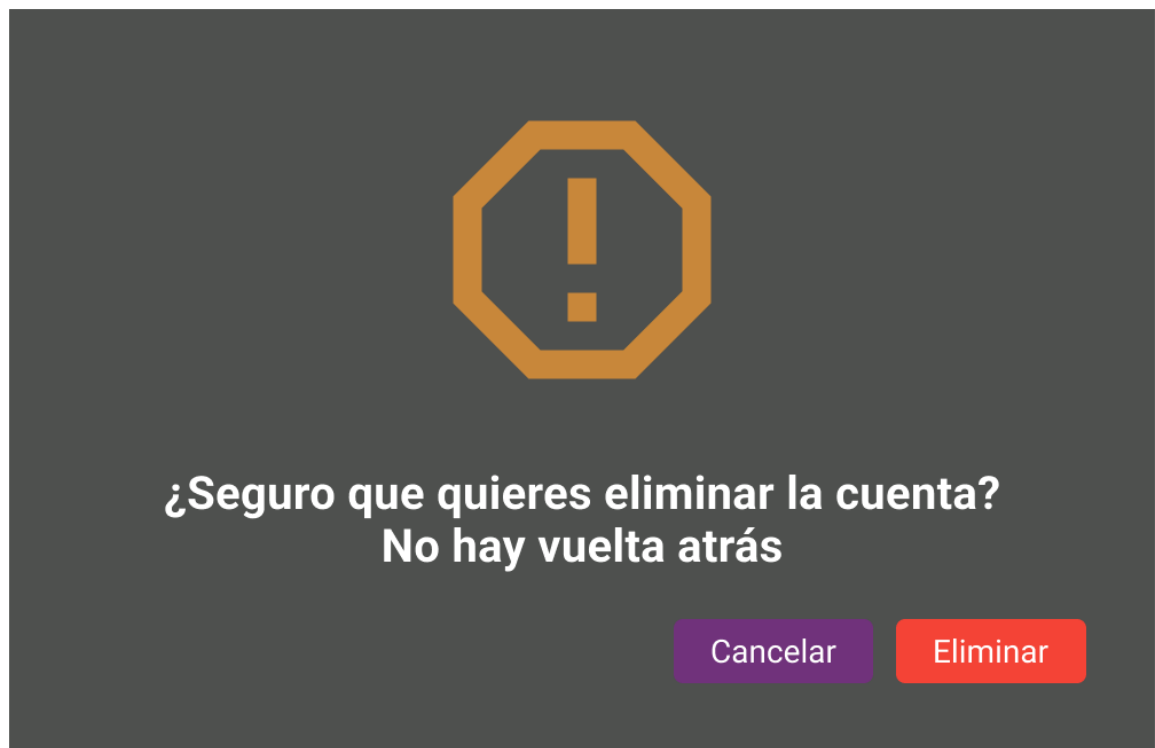 ¿Seguro que quieres eliminar la cuenta?
No hay vuelta atrás
Cancelar
Eliminar